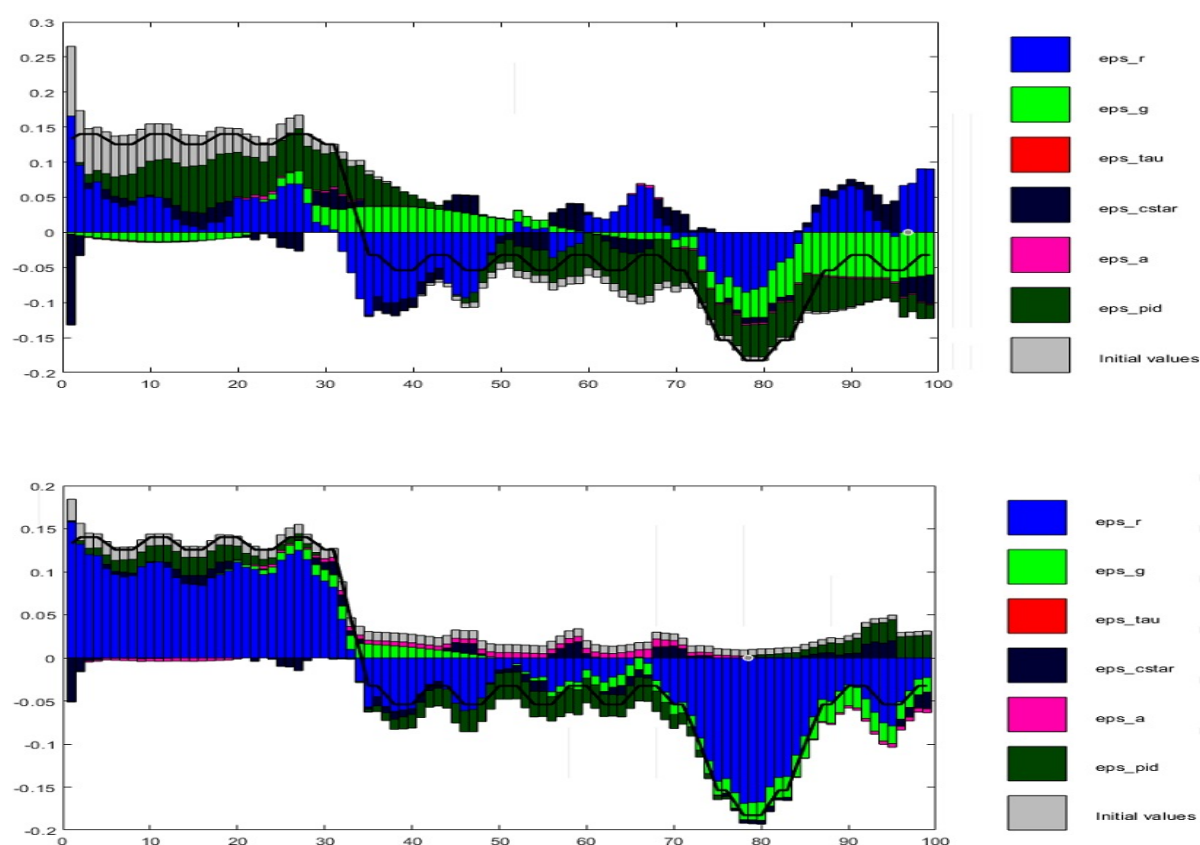 0.3
0.25
0.2
0.15
0.1
0.05
0
-0.05
-0.1
-0.15
-0.2
0 10 20 30 40 50 60 70 80 90 100
eps_r
eps_g
eps_tau
eps_cstar
eps_a
eps_pid
Initial values
0.2
0.15
0.1
0.05
0
-0.05
-0.1
-0.15
-0.2
0 10 20 30 40 50 60 70 80 90 100
eps_r
eps_g
eps_tau
eps_cstar
eps_a
eps_pid
Initial values